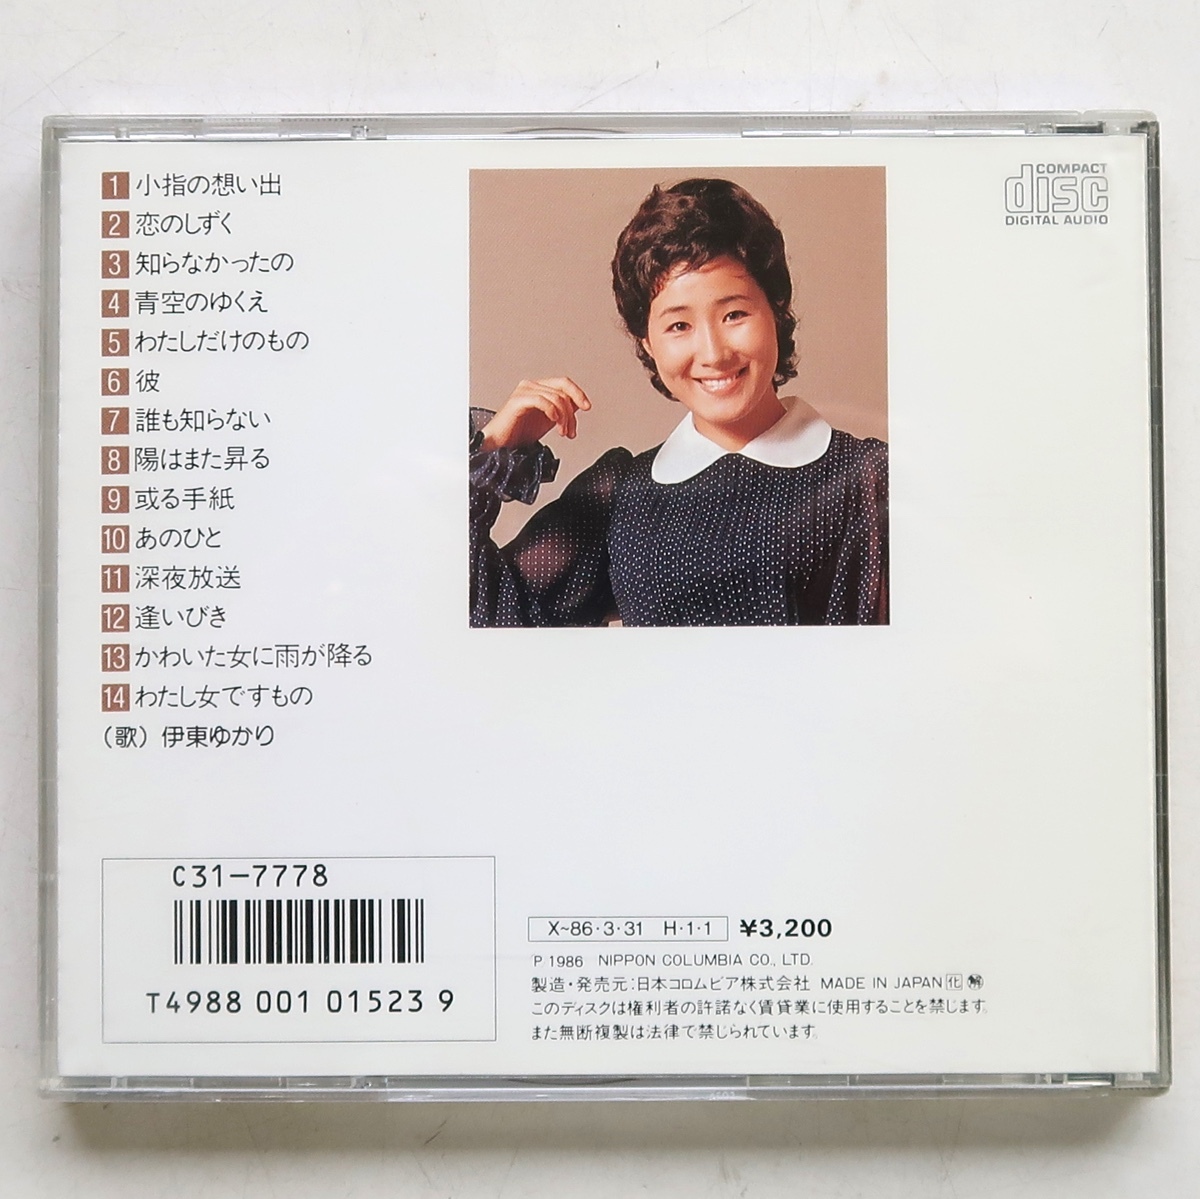 1 小指の想い出
2 恋のしずく
3 知らなかったの
4 青空のゆくえ
5 わたしだけのもの
6 彼
7 誰も知らない
8 陽はまた昇る
9 或る手紙
10 あのひと
11 深夜放送
12 逢いびき
13 かわいた女に雨が降る
14 わたし女ですもの
(歌) 伊東ゆかり
COMPACT
disc
DIGITAL AUDIO
C31-7778
T4988 001 01523 9
X~86・3・31 H・1・1 ¥3,200
P 1986 NIPPON COLUMBIA CO., LTD.
製造・発売元:日本コロムビア株式会社 MADE IN JAPAN 化
このディスクは権利者の許諾なく賃貸業に使用することを禁じます。
また無断複製は法律で禁じられています。